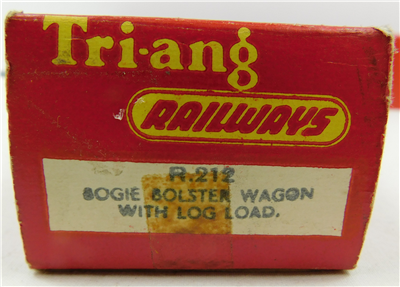 Tri-ang
RAILWAYS
R.212
BOGIE BOLSTER WAGON
WITH LOG LOAD.